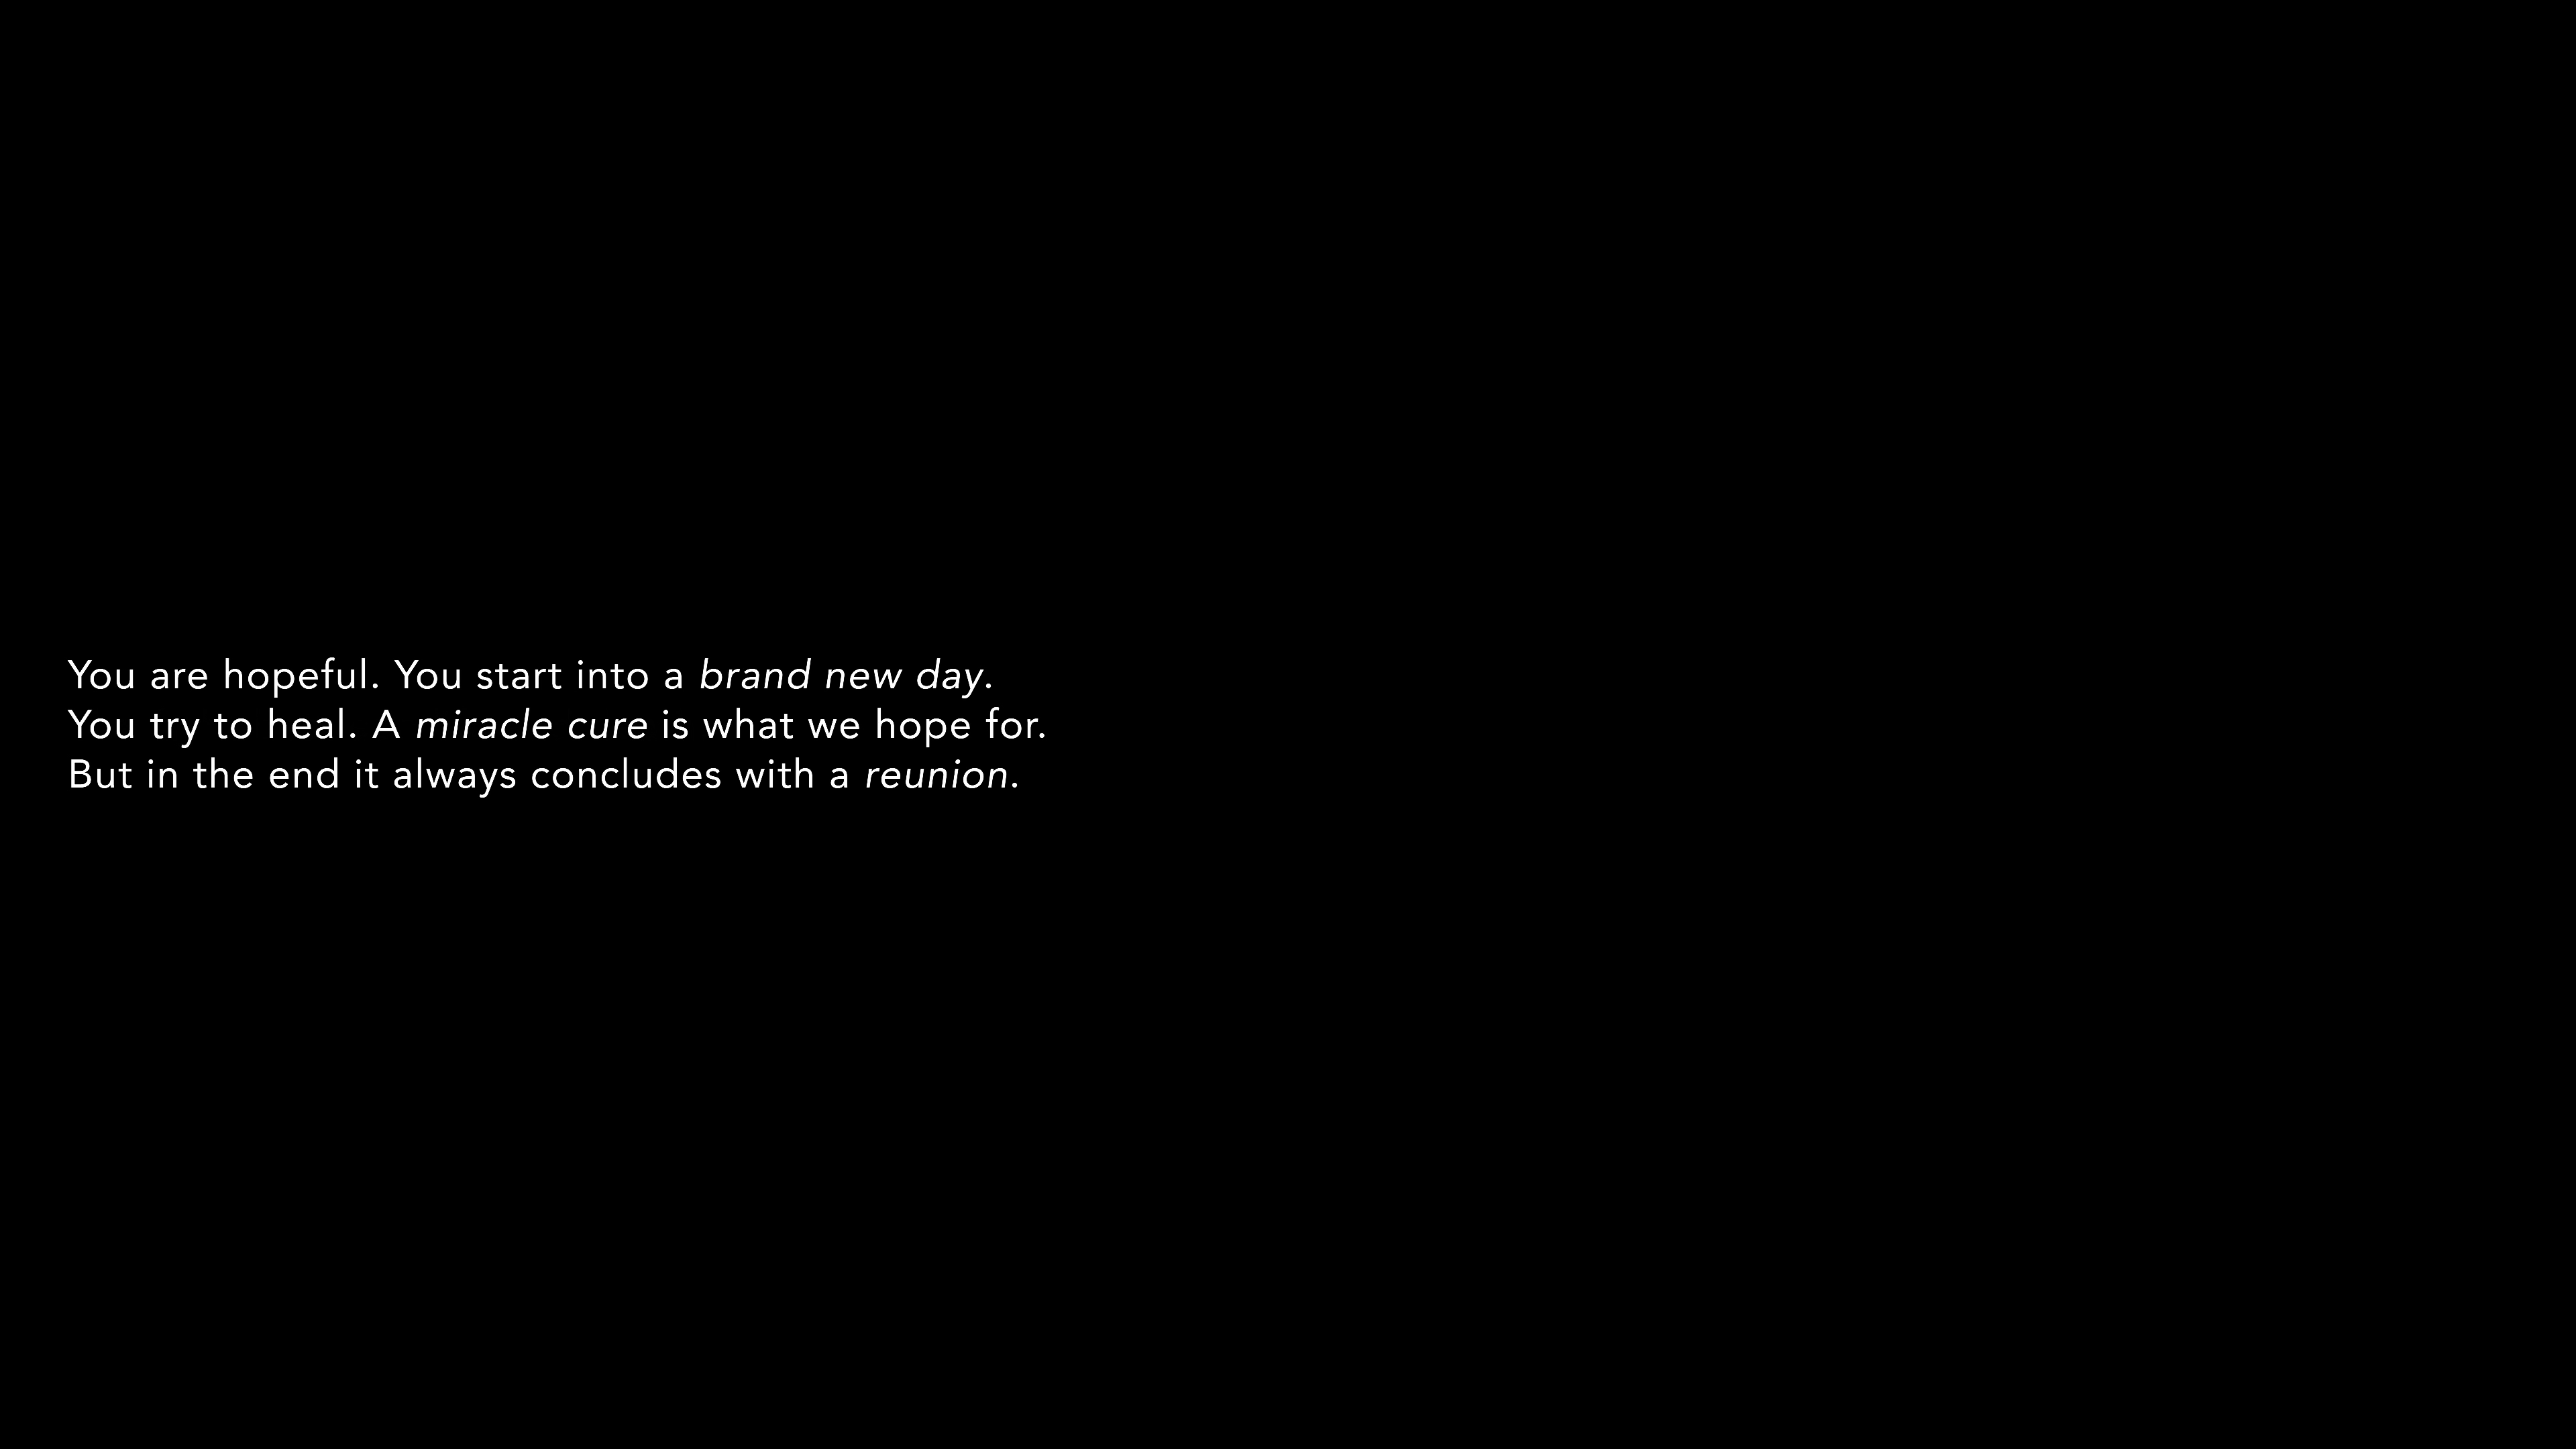 You are hopeful. You start into a brand new day.
You try to heal. A miracle cure is what we hope for.
But in the end it always concludes with a reunion.